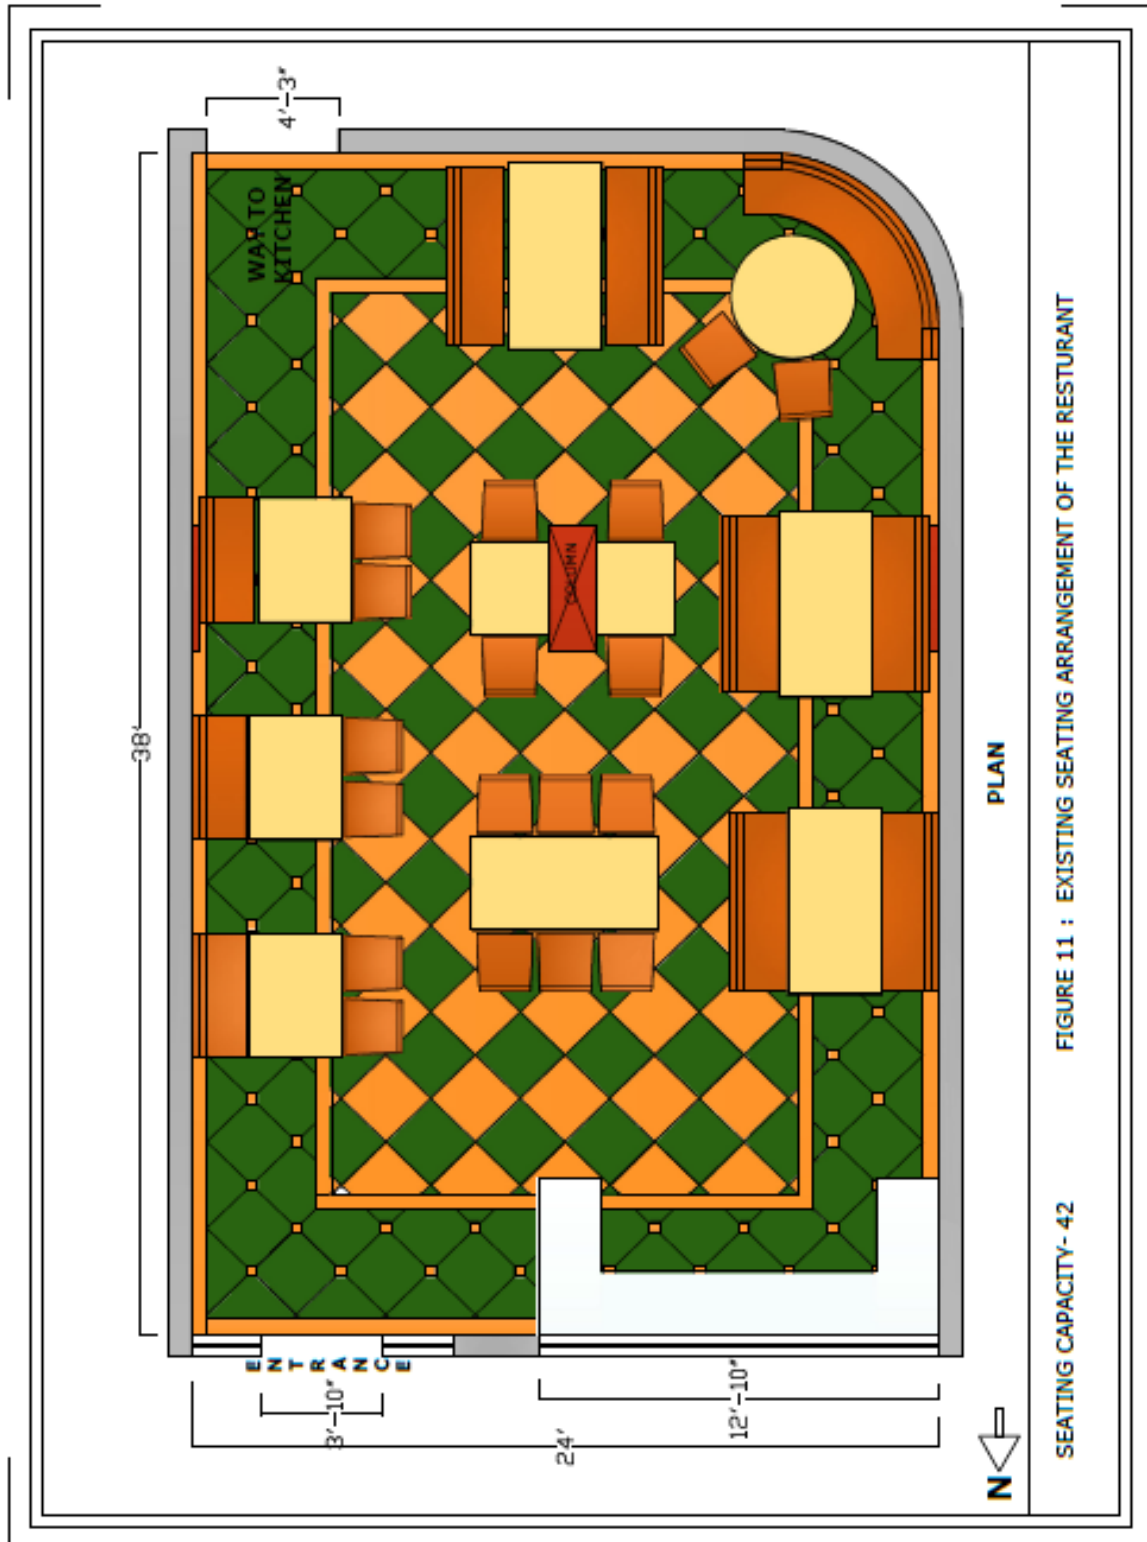 4'-3"
WAY TO
KITCHEN
38'
COLUMN
ENTRANCE
3'-10"
24'
12'-10"
N
PLAN
SEATING CAPACITY- 42
FIGURE 11 : EXISTING SEATING ARRANGEMENT OF THE RESTURANT